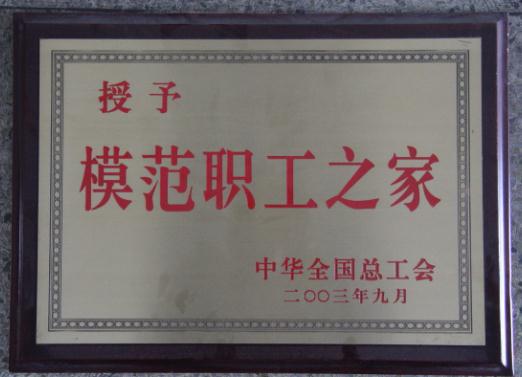 授予
模范职工之家
中华全国总工会
二〇〇三年九月